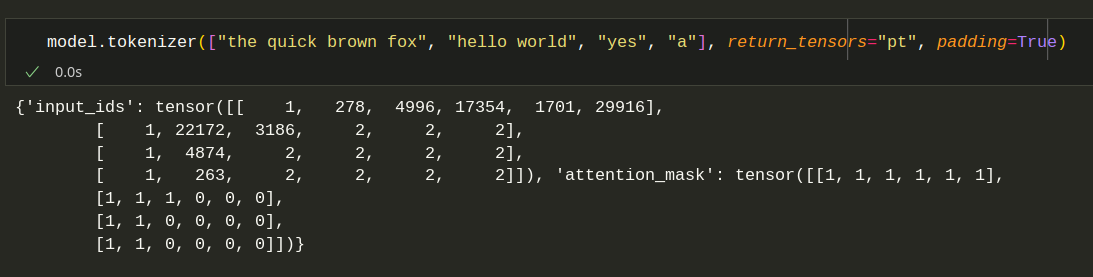 model.tokenizer(["the quick brown fox", "hello world", "yes", "a"], return_tensors="pt", padding=True)
✓ 0.0s
{'input_ids': tensor([[    1,   278,  4996, 17354,  1701, 29916],
        [    1, 22172,  3186,     2,     2,     2],
        [    1,  4874,     2,     2,     2,     2],
        [    1,   263,     2,     2,     2,     2]]), 'attention_mask': tensor([[1, 1, 1, 1, 1, 1],
        [1, 1, 1, 0, 0, 0],
        [1, 1, 0, 0, 0, 0],
        [1, 1, 0, 0, 0, 0]])}